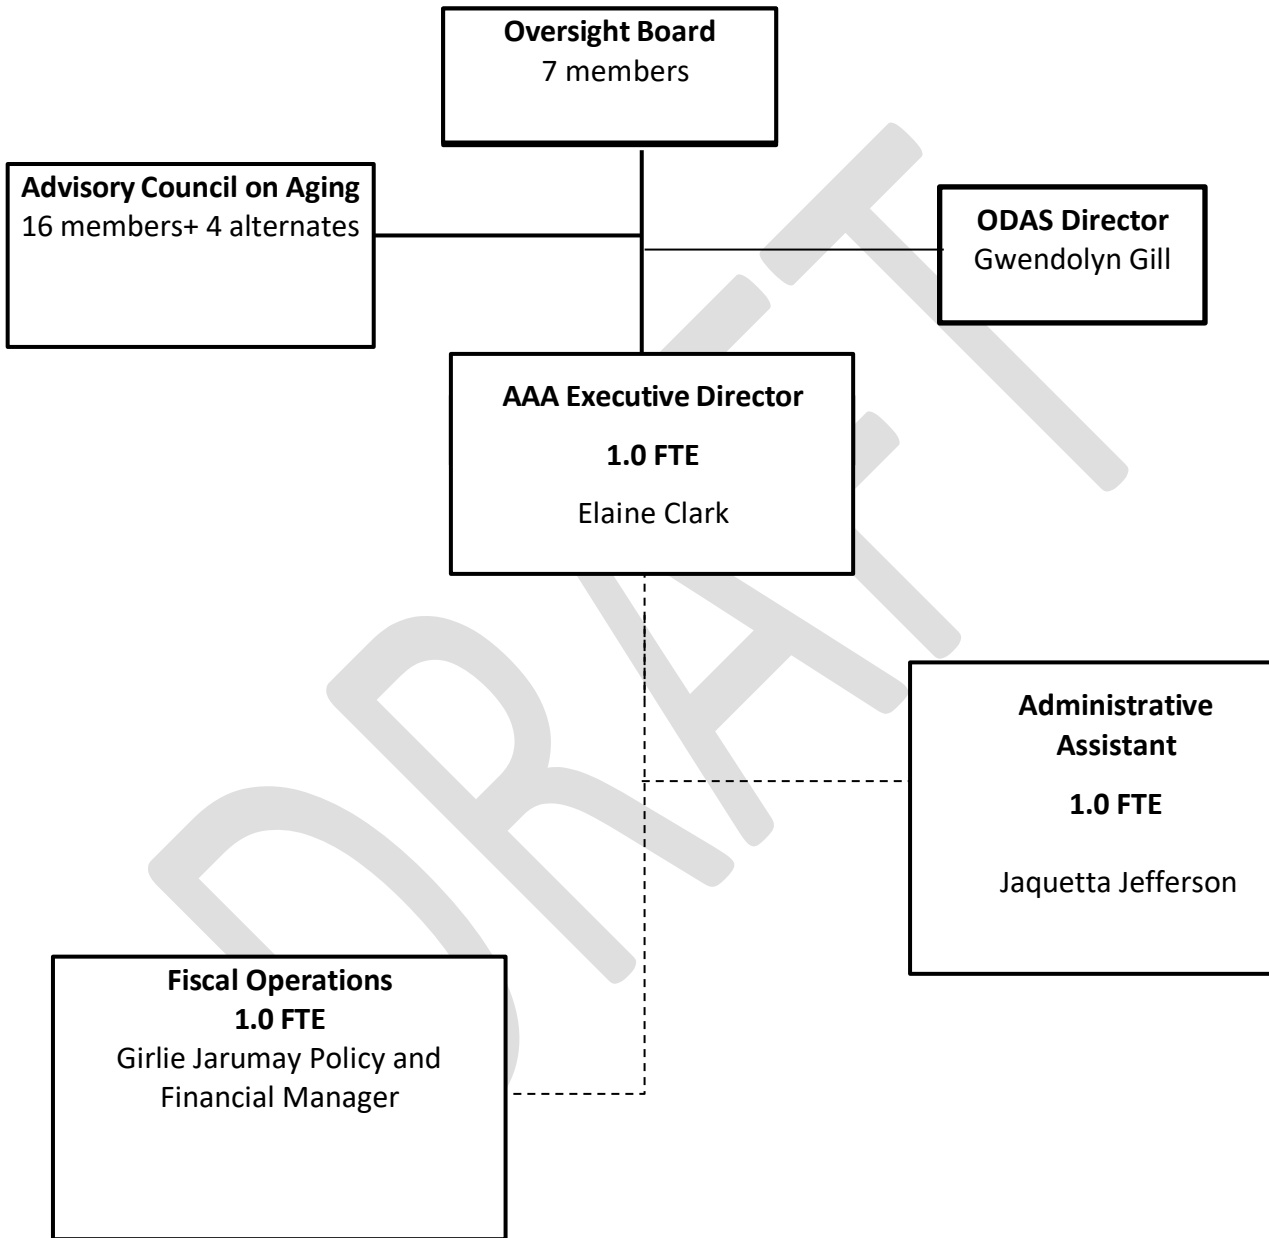 Oversight Board
7 members
Advisory Council on Aging
16 members+ 4 alternates
ODAS Director
Gwendolyn Gill
AAA Executive Director
1.0 FTE
Elaine Clark
Administrative
Assistant
1.0 FTE
Jaquetta Jefferson
Fiscal Operations
1.0 FTE
Girlie Jarumay Policy and
Financial Manager
DRAFT